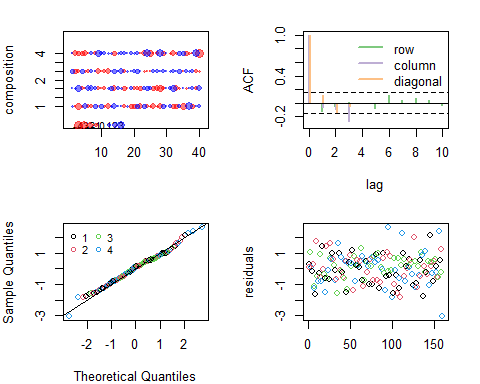 composition
4
2
1
10 20 30 40
ACF
1.0
0.4
-0.2
row
column
diagonal
0 2 4 6 8 10
lag
Sample Quantiles
1
-1
-3
1 3
2 4
-2 -1 0 1 2
Theoretical Quantiles
residuals
1
-1
-3
0 50 100 150